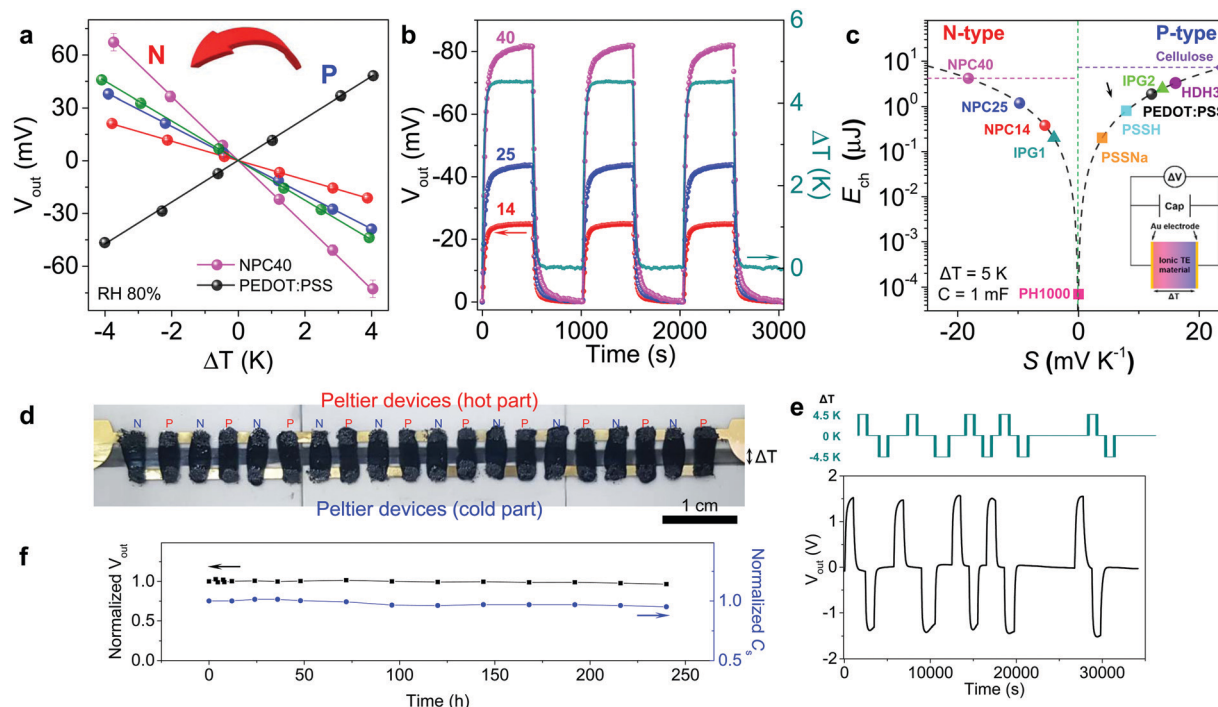 a
N
P
V_out (mV)
60
30
0
-30
-60
-4
-2
0
2
4
ΔT (K)
NPC40
PEDOT:PSS
RH 80%
b
V_out (mV)
-80
-60
-40
-20
0
40
25
14
6
4
2
0
ΔT (K)
0
1000
2000
3000
Time (s)
c
N-type
P-type
E_ch (µJ)
10¹
10⁰
10⁻¹
10⁻²
10⁻³
10⁻⁴
Cellulose
NPC40
IPG2
HDH3
NPC25
PEDOT:PSS
NPC14
PSSH
IPG1
PSSNa
PH1000
ΔT = 5 K
C = 1 mF
ΔV
Cap
Au electrode
Ionic TE
material
ΔT
-20
-10
0
10
20
S (mV K⁻¹)
d
Peltier devices (hot part)
N P N P N P N P N P N P N P N P N P N P
ΔT
Peltier devices (cold part)
1 cm
e
ΔT
4.5 K
0 K
-4.5 K
V_out (V)
2
1
0
-1
-2
0
10000
20000
30000
Time (s)
f
Normalized V_out
1.0
0.5
0.0
Normalized C_s
1.0
0.5
0
50
100
150
200
250
Time (h)